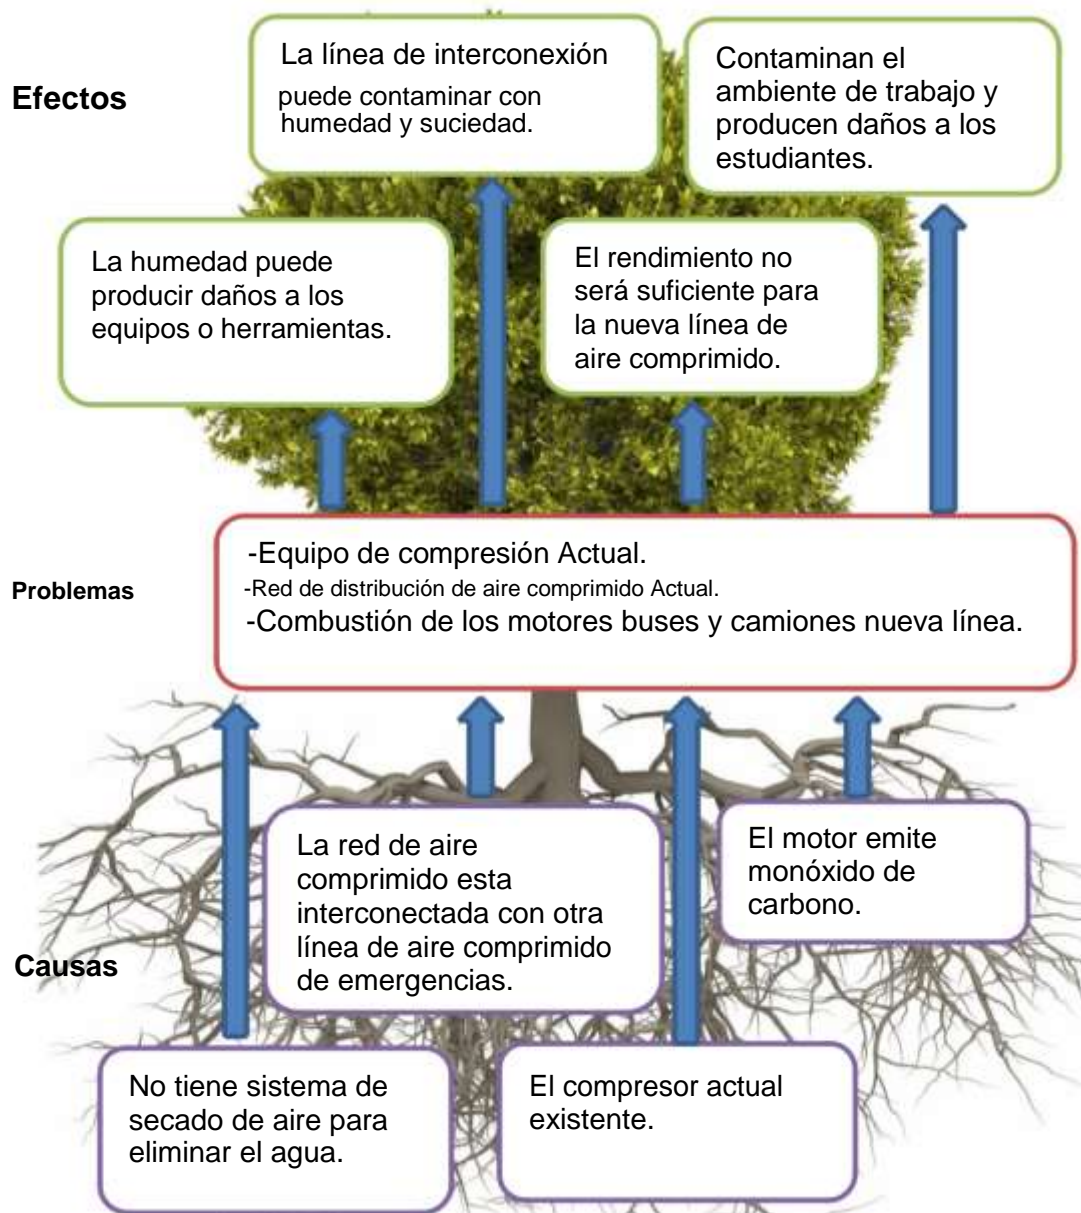 Efectos
La línea de interconexión
puede contaminar con
humedad y suciedad.
Contaminan el
ambiente de trabajo y
producen daños a los
estudiantes.
La humedad puede
producir daños a los
equipos o herramientas.
El rendimiento no
será suficiente para
la nueva línea de
aire comprimido.
Problemas
-Equipo de compresión Actual.
-Red de distribución de aire comprimido Actual.
-Combustión de los motores buses y camiones nueva línea.
Causas
La red de aire
comprimido esta
interconectada con otra
línea de aire comprimido
de emergencias.
El motor emite
monóxido de
carbono.
No tiene sistema de
secado de aire para
eliminar el agua.
El compresor actual
existente.